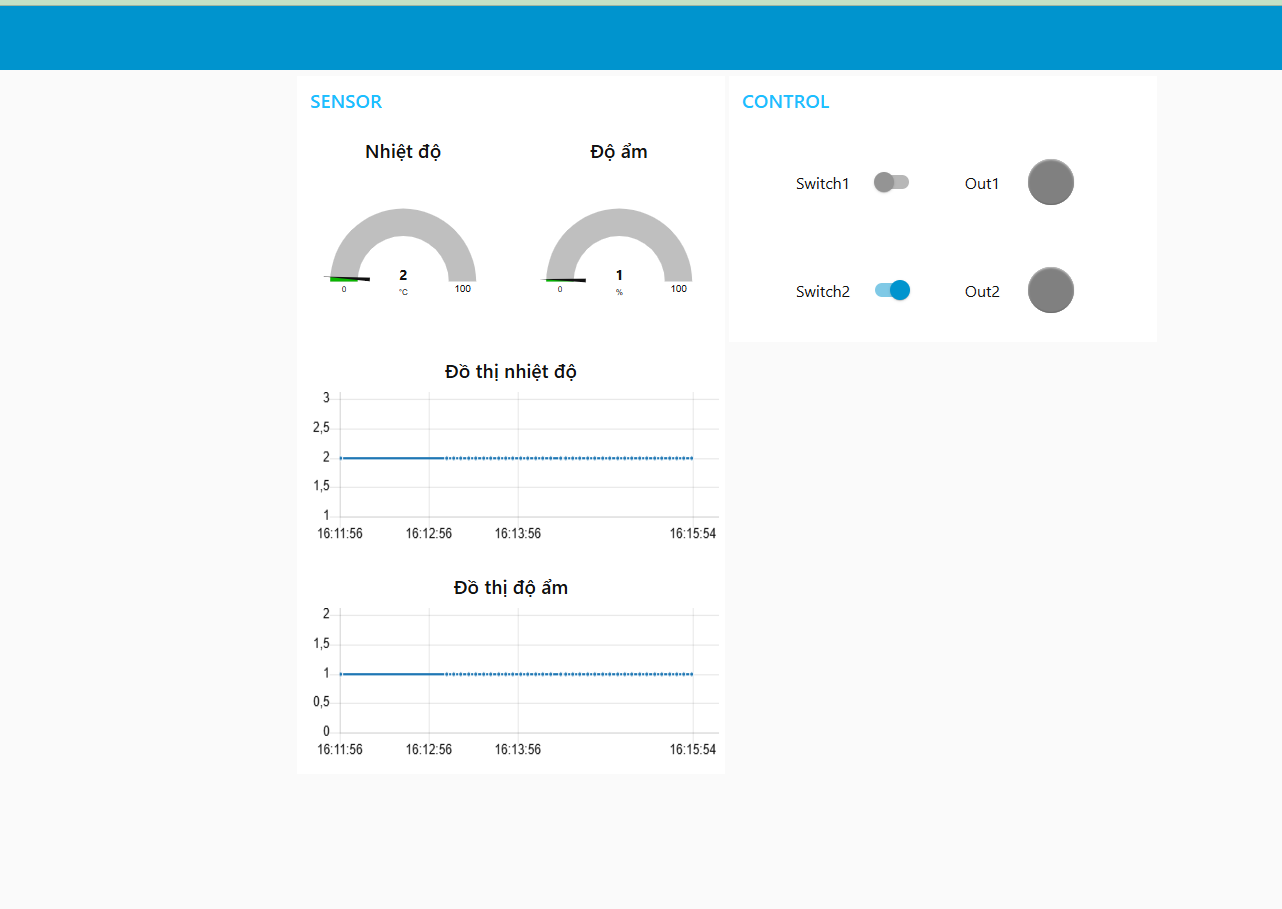 SENSOR
Nhiệt độ
Độ ẩm
2
°C
0
100
1
%
0
100
Đồ thị nhiệt độ
3
2,5
2
1,5
1
16:11:56 16:12:56 16:13:56 16:15:54
Đồ thị độ ẩm
2
1,5
1
0,5
0
16:11:56 16:12:56 16:13:56 16:15:54
CONTROL
Switch1 Out1
Switch2 Out2